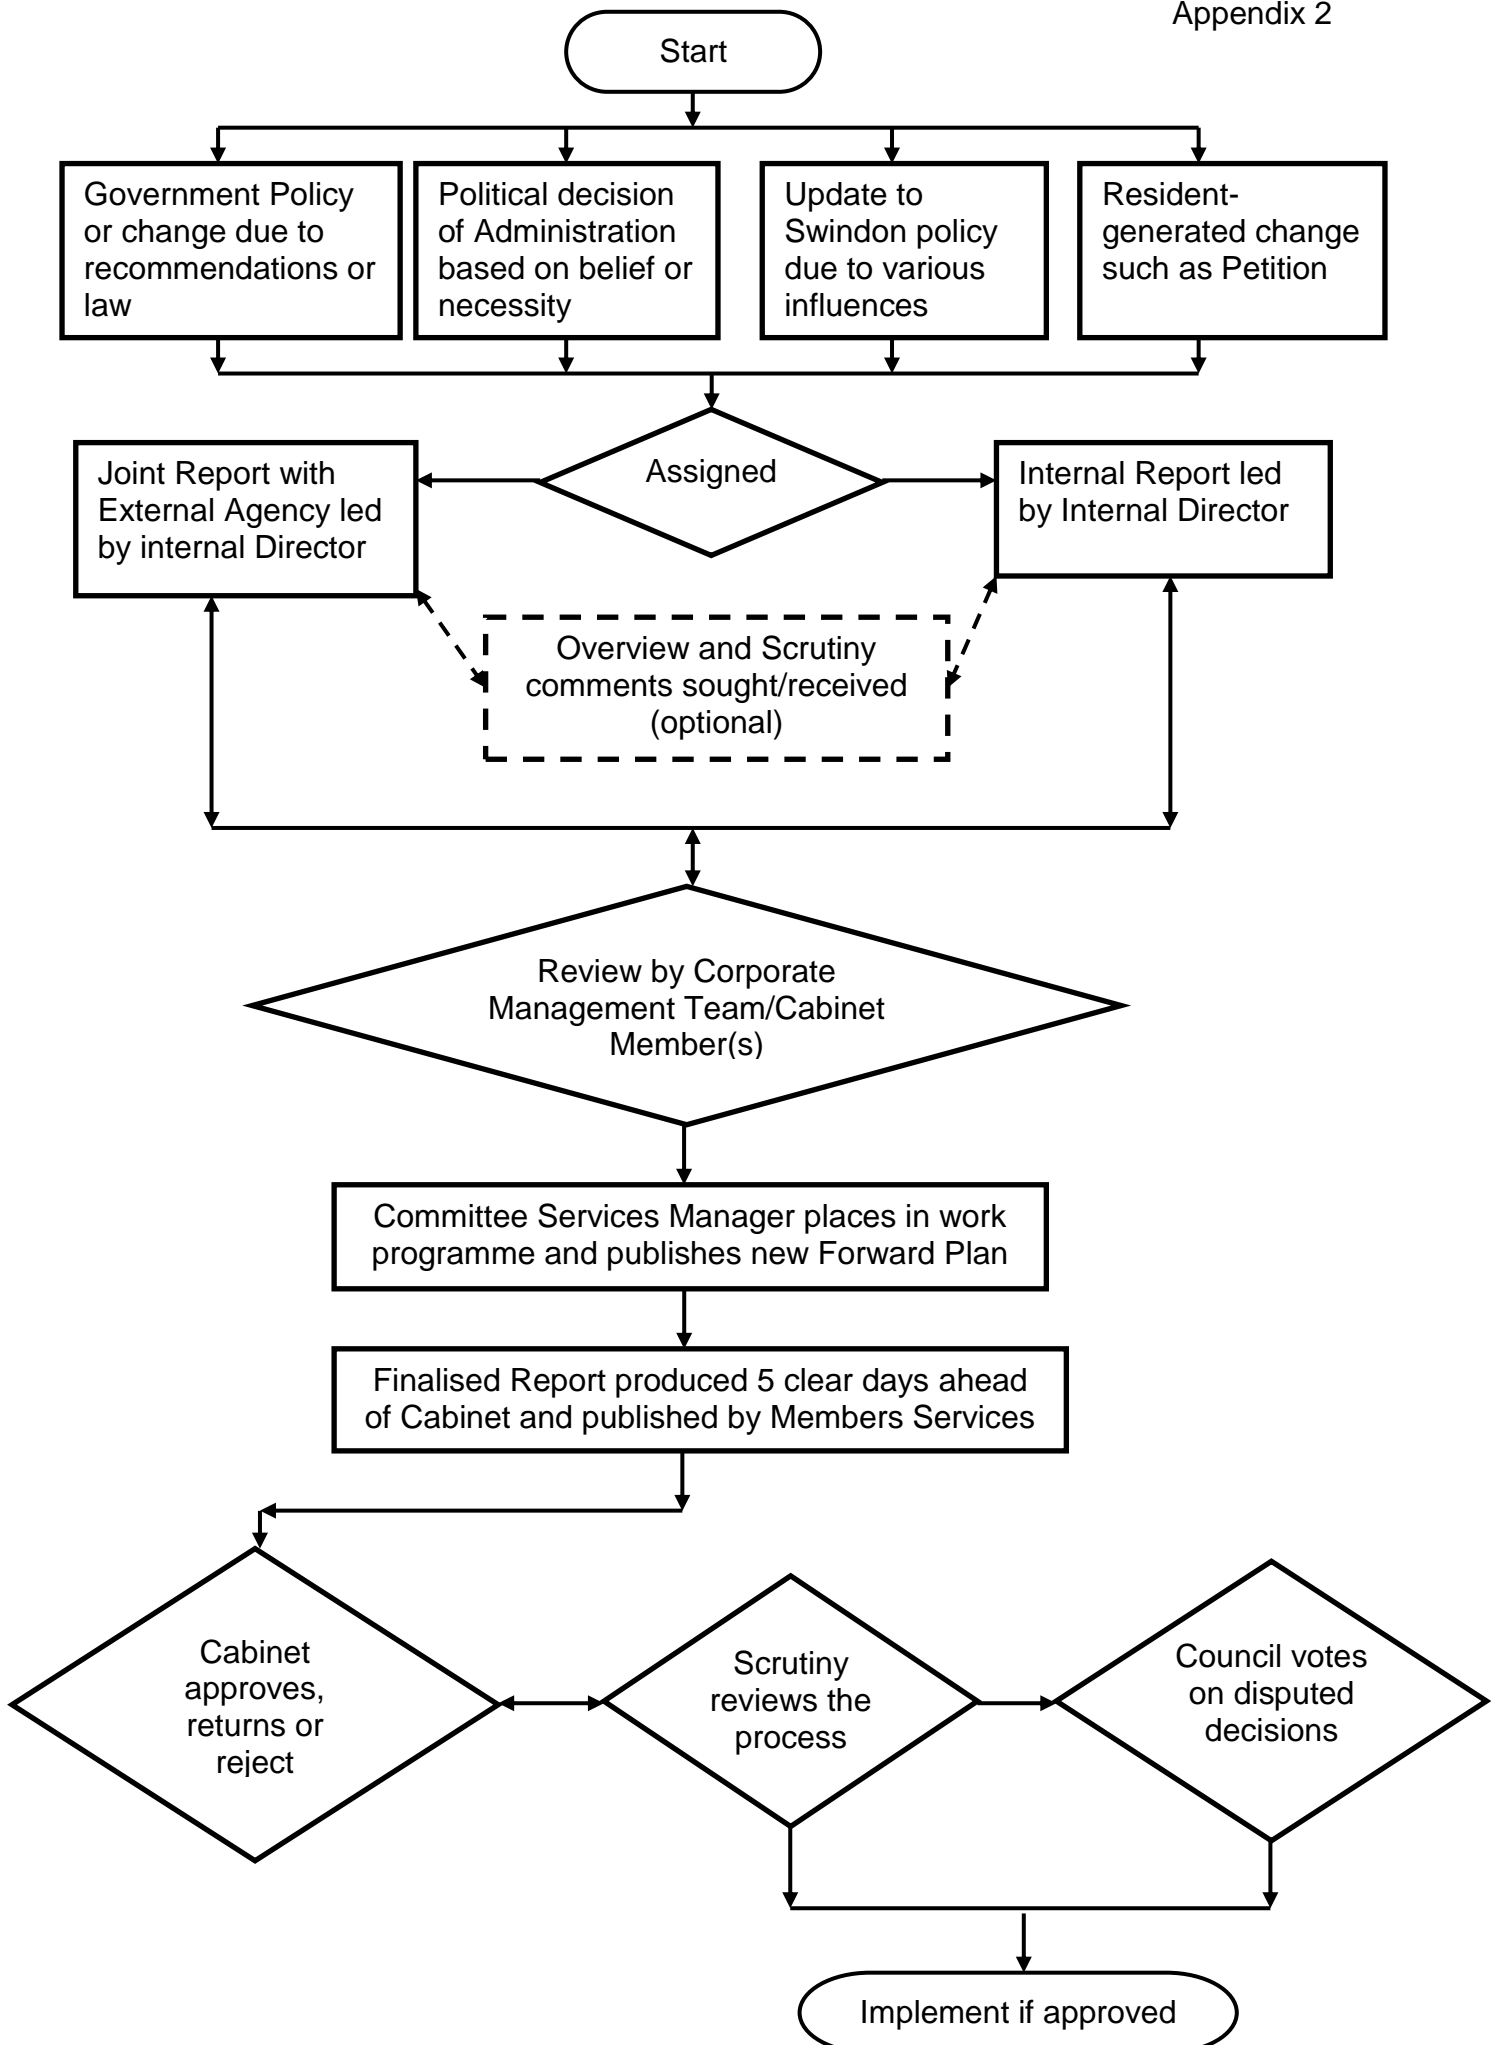 Appendix 2
Start
Government Policy
or change due to
recommendations or
law
Political decision
of Administration
based on belief or
necessity
Update to
Swindon policy
due to various
influences
Resident-
generated change
such as Petition
Joint Report with
External Agency led
by internal Director
Assigned
Internal Report led
by Internal Director
Overview and Scrutiny
comments sought/received
(optional)
Review by Corporate
Management Team/Cabinet
Member(s)
Committee Services Manager places in work
programme and publishes new Forward Plan
Finalised Report produced 5 clear days ahead
of Cabinet and published by Members Services
Cabinet
approves,
returns or
reject
Scrutiny
reviews the
process
Council votes
on disputed
decisions
Implement if approved